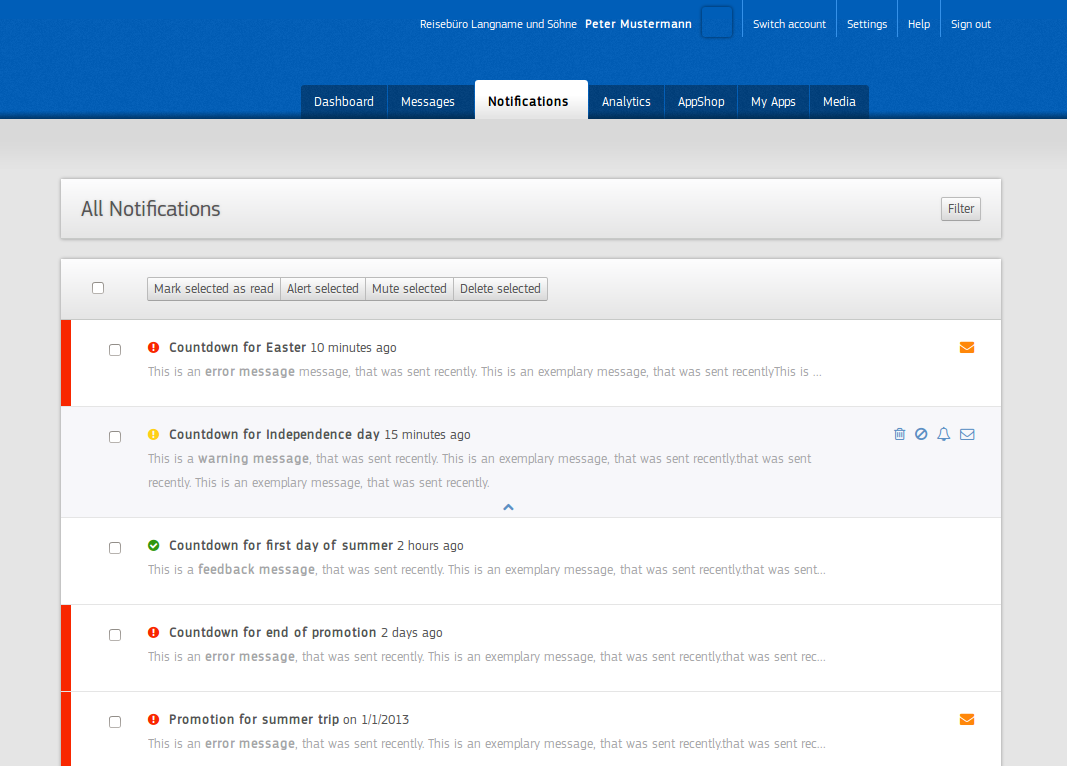 Reisebüro Langname und Söhne Peter Mustermann Switch account Settings Help Sign out
Dashboard Messages Notifications Analytics AppShop My Apps Media
All Notifications Filter
Mark selected as read Alert selected Mute selected Delete selected
Countdown for Easter 10 minutes ago
This is an error message message, that was sent recently. This is an exemplary message, that was sent recentlyThis is ...
Countdown for Independence day 15 minutes ago
This is a warning message, that was sent recently. This is an exemplary message, that was sent recently.that was sent
recently. This is an exemplary message, that was sent recently.
Countdown for first day of summer 2 hours ago
This is a feedback message, that was sent recently. This is an exemplary message, that was sent recently.that was sent...
Countdown for end of promotion 2 days ago
This is an error message, that was sent recently. This is an exemplary message, that was sent recently.that was sent rec...
Promotion for summer trip on 1/1/2013
This is an error message, that was sent recently. This is an exemplary message, that was sent recently.that was sent rec...